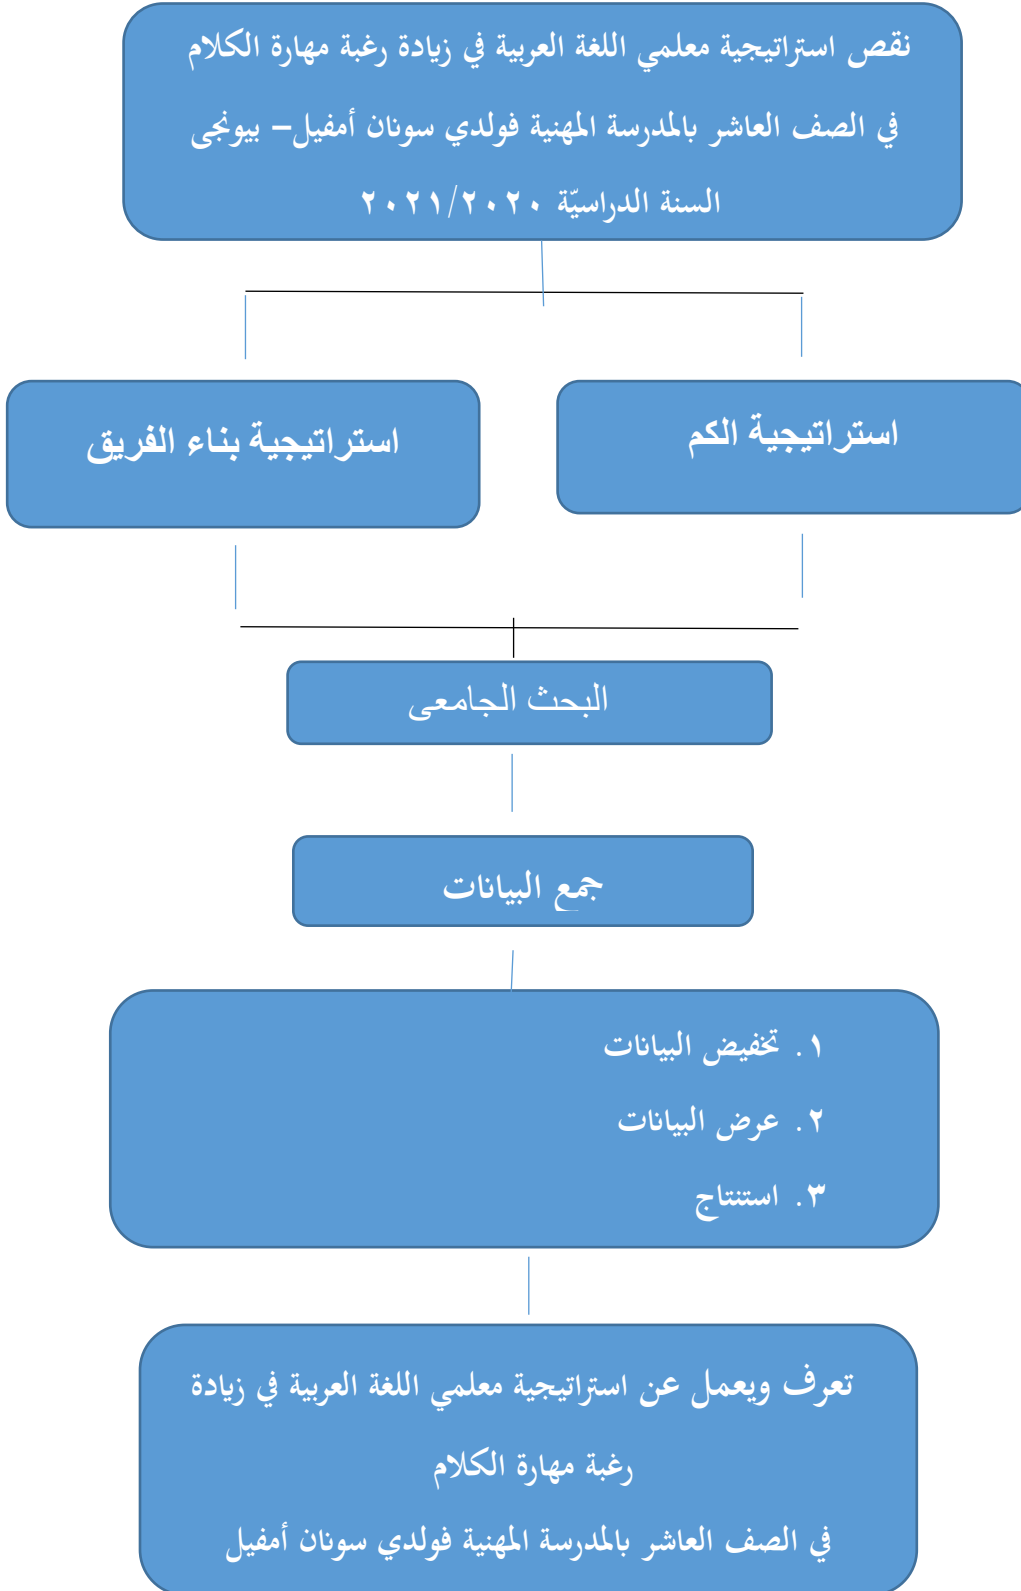 نقص استراتيجية معلمي اللغة العربية في زيادة رغبة مهارة الكلام
في الصف العاشر بالمدرسة المهنية فولدي سونان أمفيل– بيونجى
السنة الدراسيّة ٢٠٢١/٢٠٢٠
استراتيجية الكم
استراتيجية بناء الفريق
البحث الجامعى
جمع البيانات
١. تخفيض البيانات
٢. عرض البيانات
٣. استنتاج
تعرف ويعمل عن استراتيجية معلمي اللغة العربية في زيادة
رغبة مهارة الكلام
في الصف العاشر بالمدرسة المهنية فولدي سونان أمفيل